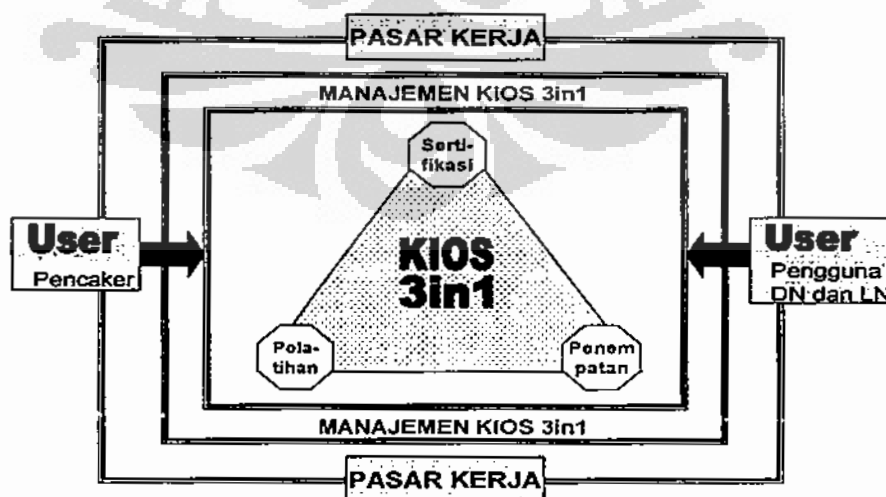 PASAR KERJA
MANAJEMEN KIOS 3in1
Serti-
fikasi
User
Pencaker
KIOS
3in1
User
Pengguna
DN dan LN
Pela-
tihan
Penem
patan
MANAJEMEN KIOS 3in1
PASAR KERJA